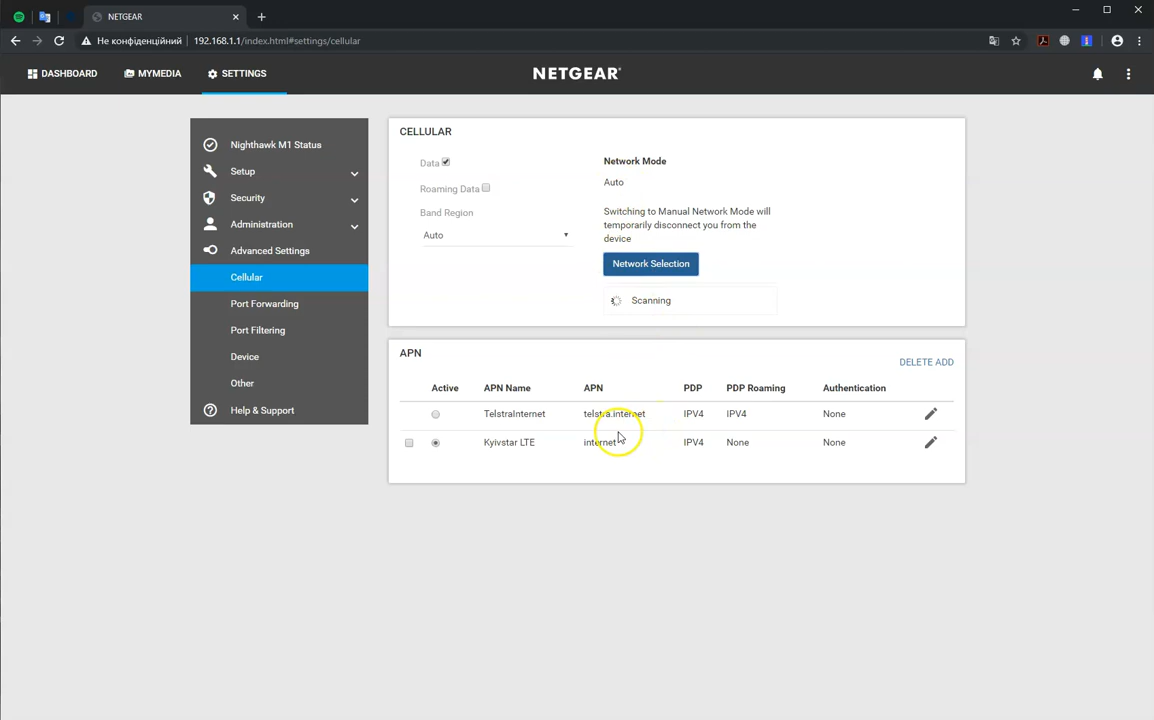 NETGEAR
Не конфіденційний 192.168.1.1/index.html#settings/cellular
DASHBOARD MYMEDIA SETTINGS NETGEAR
Nighthawk M1 Status
Setup
Security
Administration
Advanced Settings
Cellular
Port Forwarding
Port Filtering
Device
Other
Help & Support
CELLULAR
Data
Roaming Data
Band Region
Auto
Network Mode
Auto
Switching to Manual Network Mode will
temporarily disconnect you from the
device
Network Selection
Scanning
APN
DELETE ADD
Active APN Name APN PDP PDP Roaming Authentication
TelstraInternet telstra.internet IPV4 IPV4 None
Kyivstar LTE internet IPV4 None None